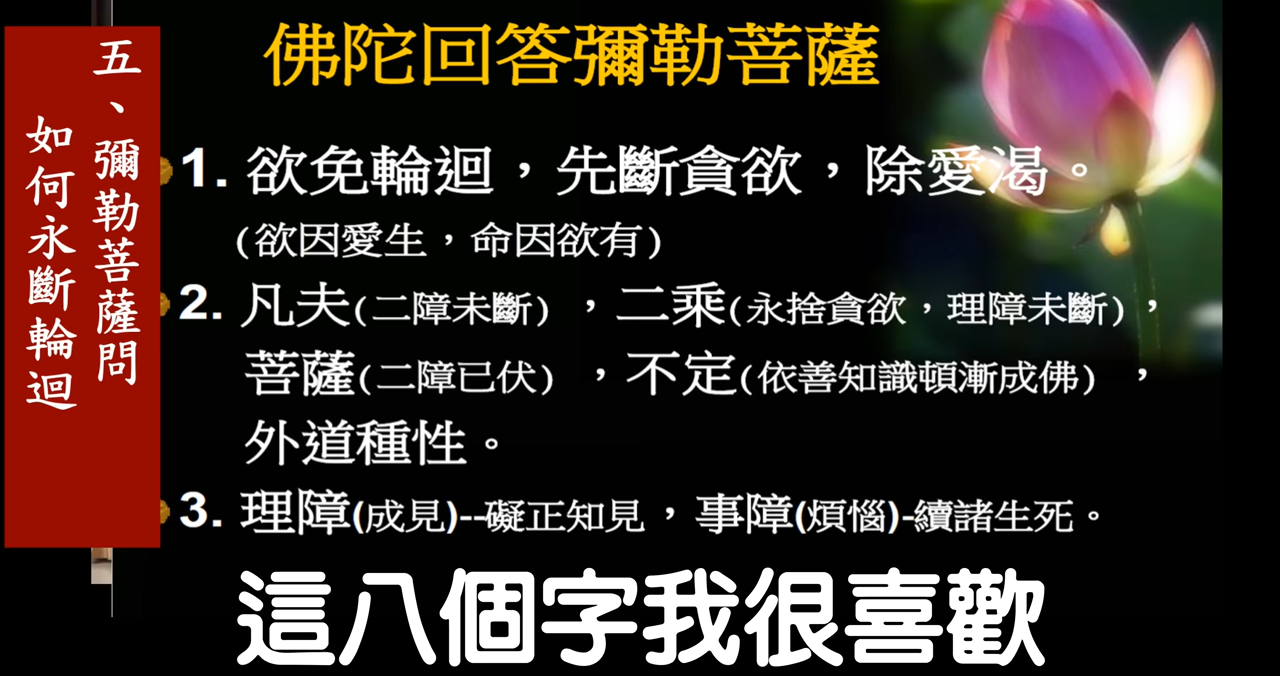 五、彌勒菩薩問
如何永斷輪迴
佛陀回答彌勒菩薩
1. 欲免輪迴，先斷貪欲，除愛渴。
(欲因愛生，命因欲有)
2. 凡夫(二障未斷)，二乘(永捨貪欲，理障未斷)，
菩薩(二障已伏)，不定(依善知識頓漸成佛)，
外道種性。
3. 理障(成見)--礙正知見，事障(煩惱)-續諸生死。
這八個字我很喜歡